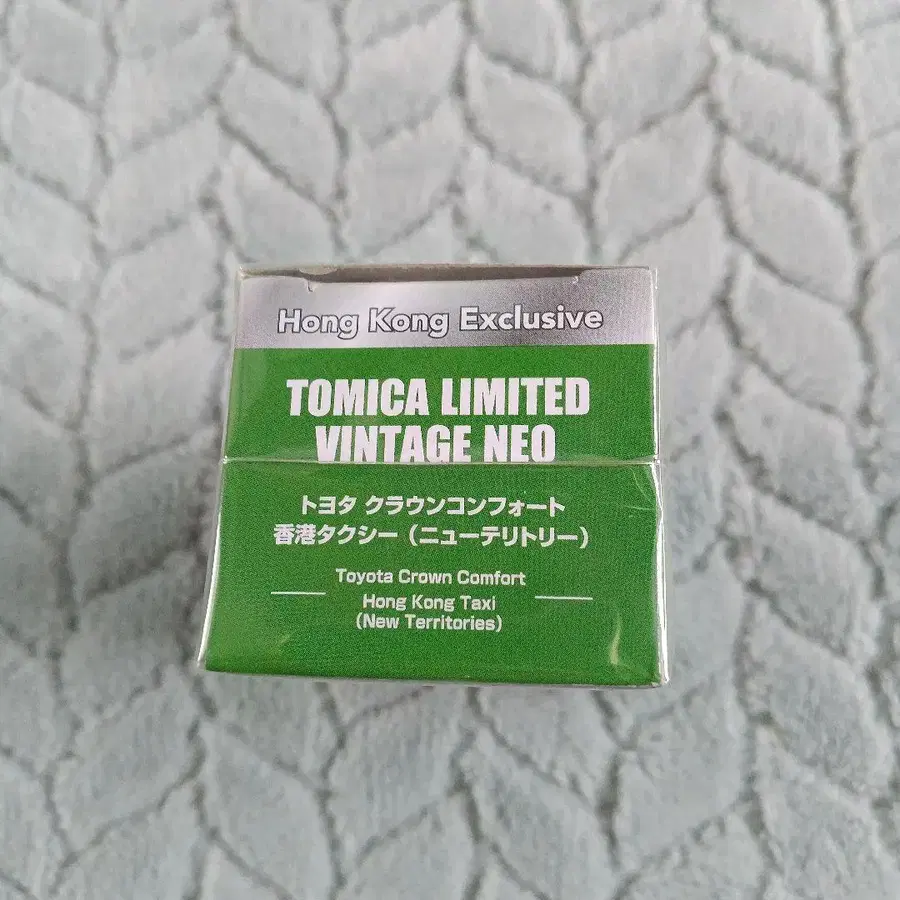 Hong Kong Exclusive
TOMICA LIMITED
VINTAGE NEO
トヨタ クラウンコンフォート
香港タクシー（ニューテリトリー）
Toyota Crown Comfort
Hong Kong Taxi
(New Territories)